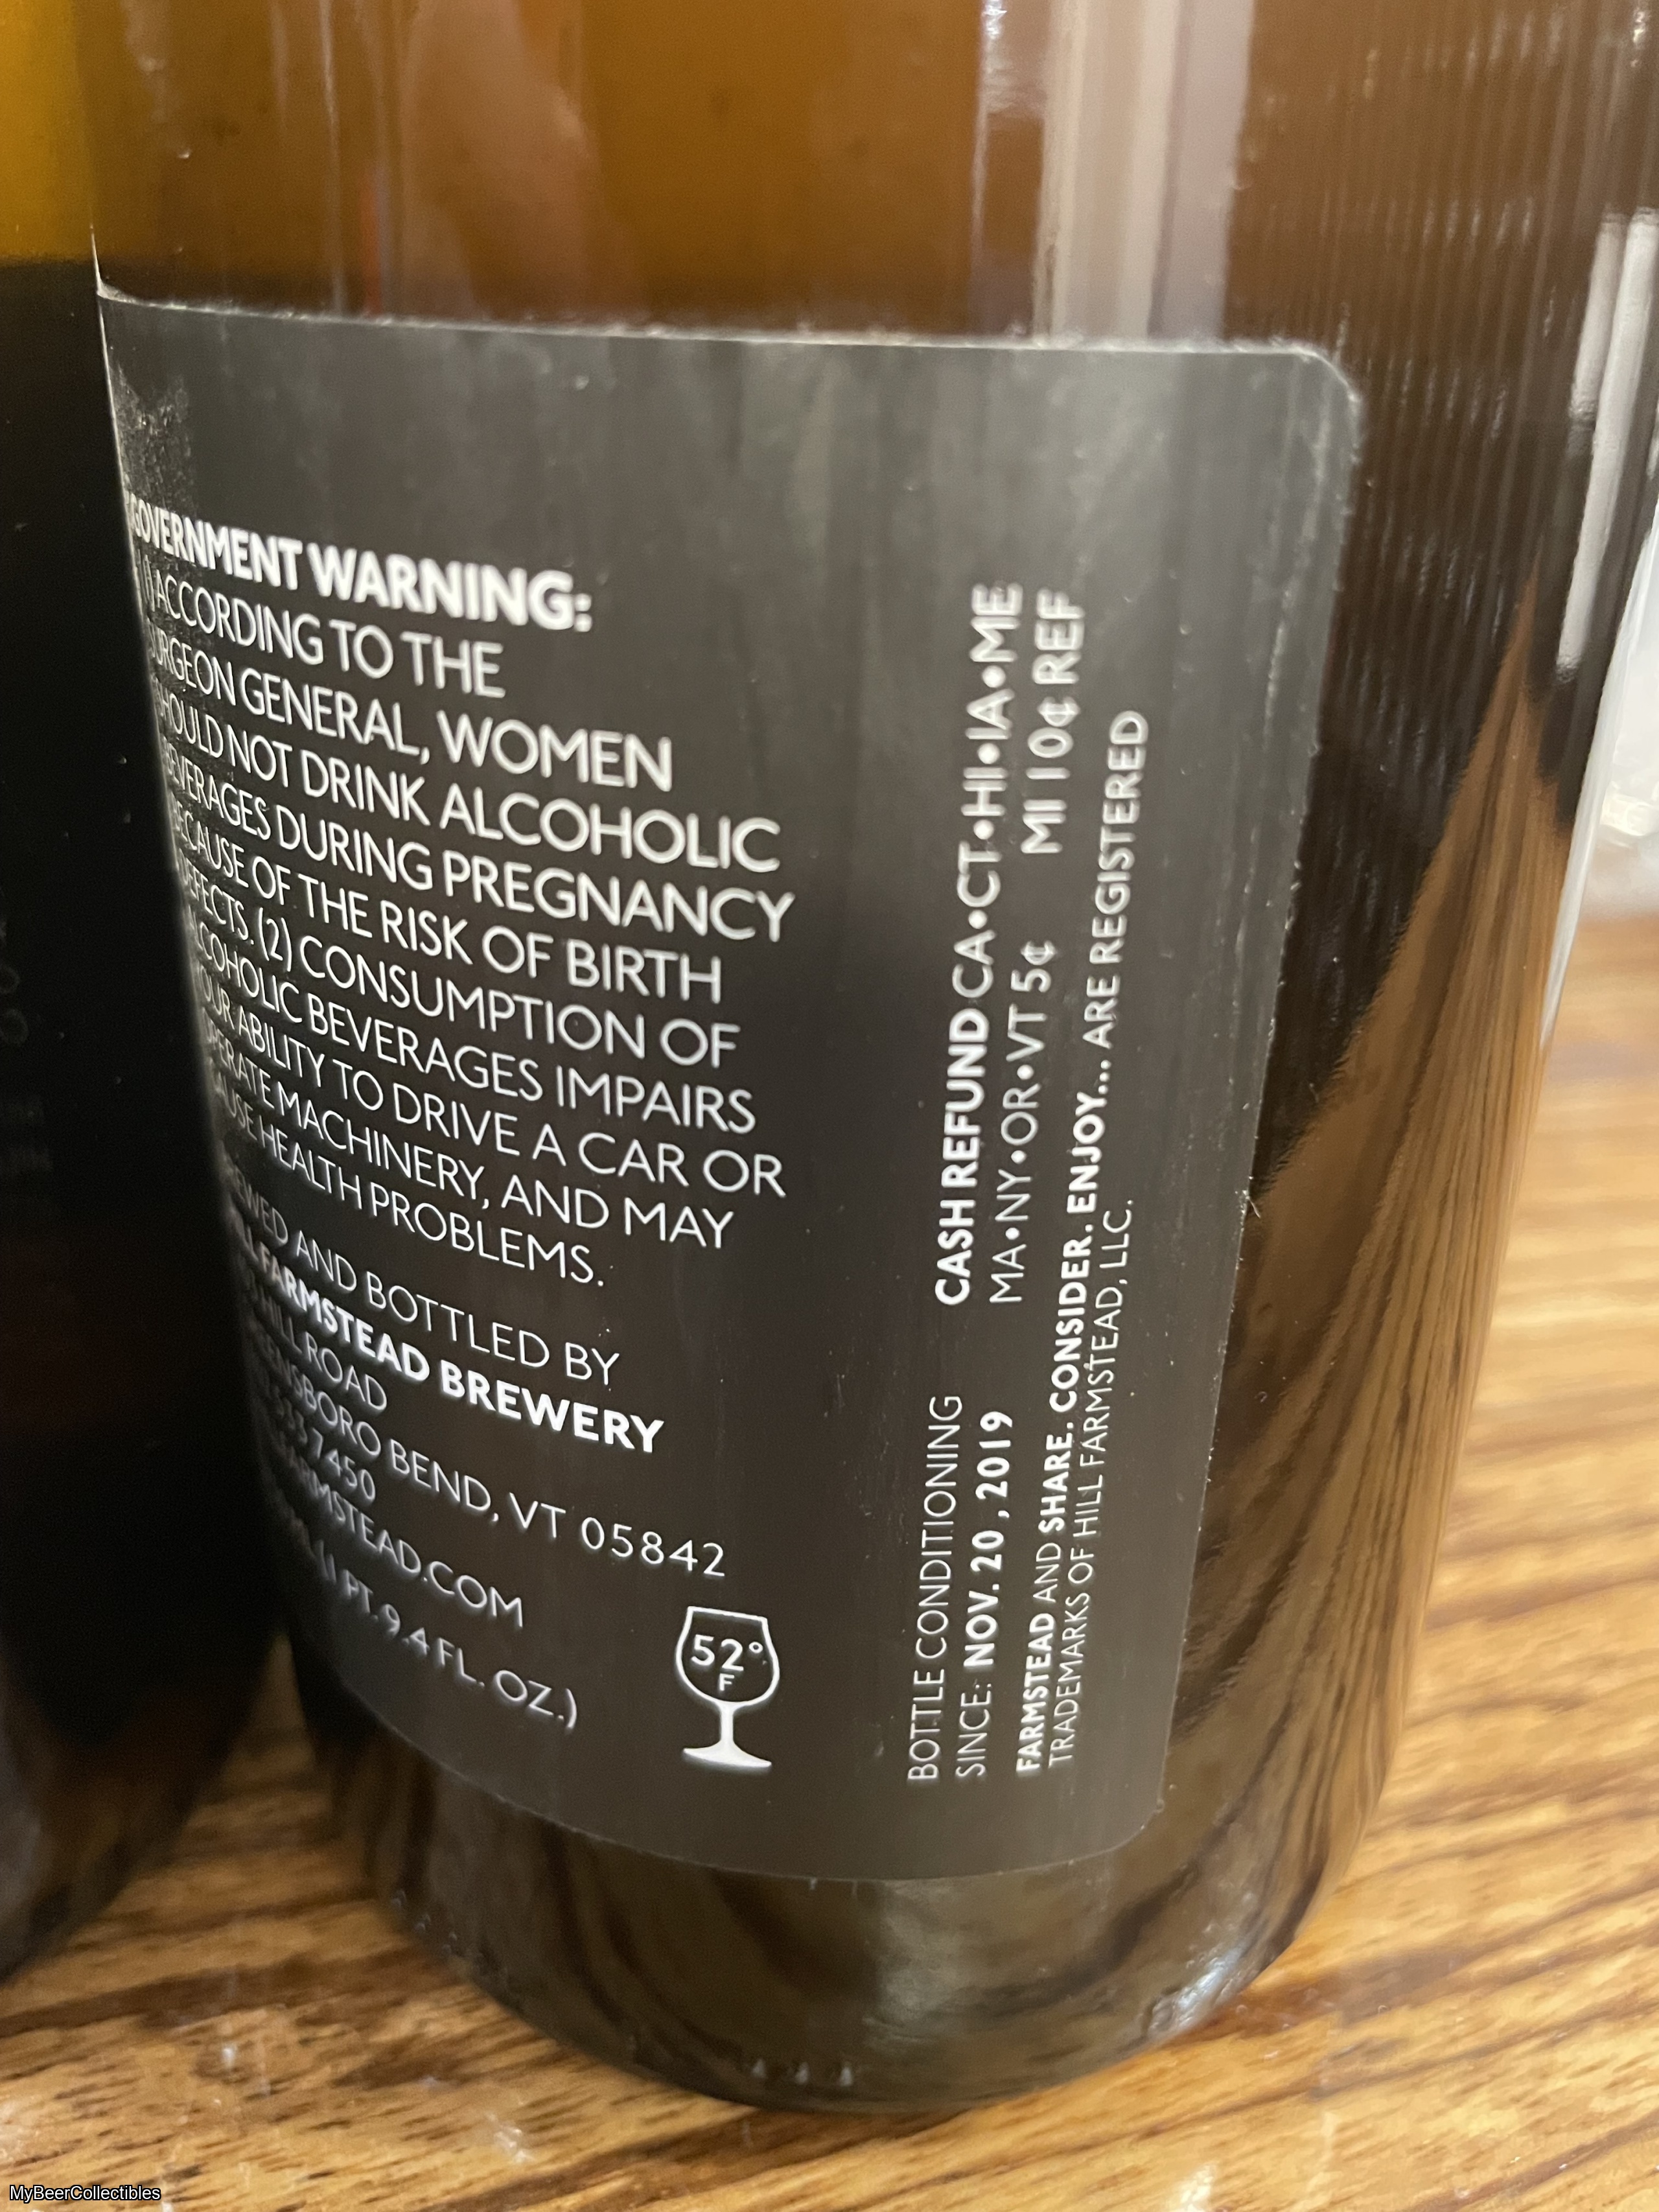 GOVERNMENT WARNING:
ACCORDING TO THE
SURGEON GENERAL, WOMEN
SHOULD NOT DRINK ALCOHOLIC
BEVERAGES DURING PREGNANCY
BECAUSE OF THE RISK OF BIRTH
DEFECTS. (2) CONSUMPTION OF
ALCOHOLIC BEVERAGES IMPAIRS
YOUR ABILITY TO DRIVE A CAR OR
OPERATE MACHINERY, AND MAY
CAUSE HEALTH PROBLEMS.
AND BOTTLED BY
FARMSTEAD BREWERY
HILL ROAD
BEND, VT 05842
7450
(1 PT. 9.4 FL. OZ.)
52°
F
CASH REFUND CA•CT•HI•IA•ME
MA•NY•OR•VT 5¢ MI 10¢ REF
BOTTLE CONDITIONING
SINCE: NOV. 20, 2019
FARMSTEAD AND SHARE. CONSIDER. ENJOY... ARE REGISTERED
TRADEMARKS OF HILL FARMSTEAD, LLC.
MyBeerCollectibles